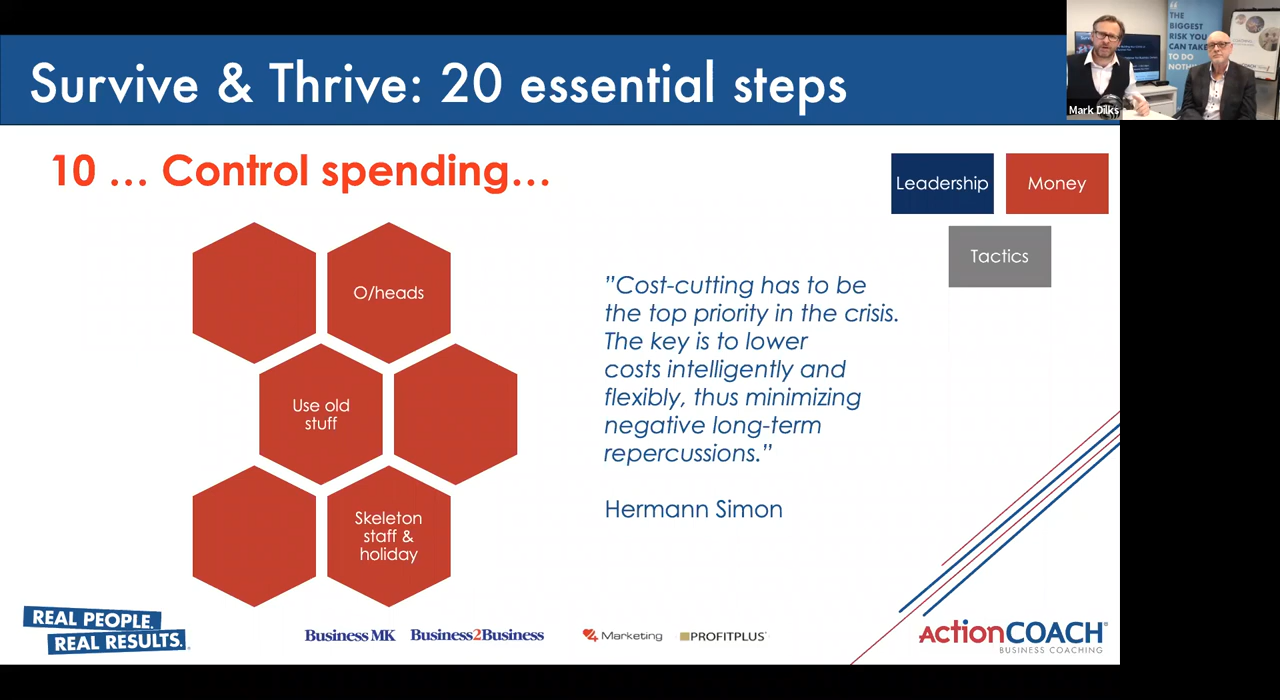 Survive & Thrive: 20 essential steps
THE
BIGGEST
RISK YOU
CAN TAKE
TO DO
Mark Dilks
10 ... Control spending...
Leadership
Money
Tactics
O/heads
Use old
stuff
Skeleton
staff &
holiday
"Cost-cutting has to be
the top priority in the crisis.
The key is to lower
costs intelligently and
flexibly, thus minimizing
negative long-term
repercussions."
Hermann Simon
REAL PEOPLE.
REAL RESULTS.
Business MK
Business2Business
4 Marketing
PROFITPLUS
ActionCOACH
BUSINESS COACHING